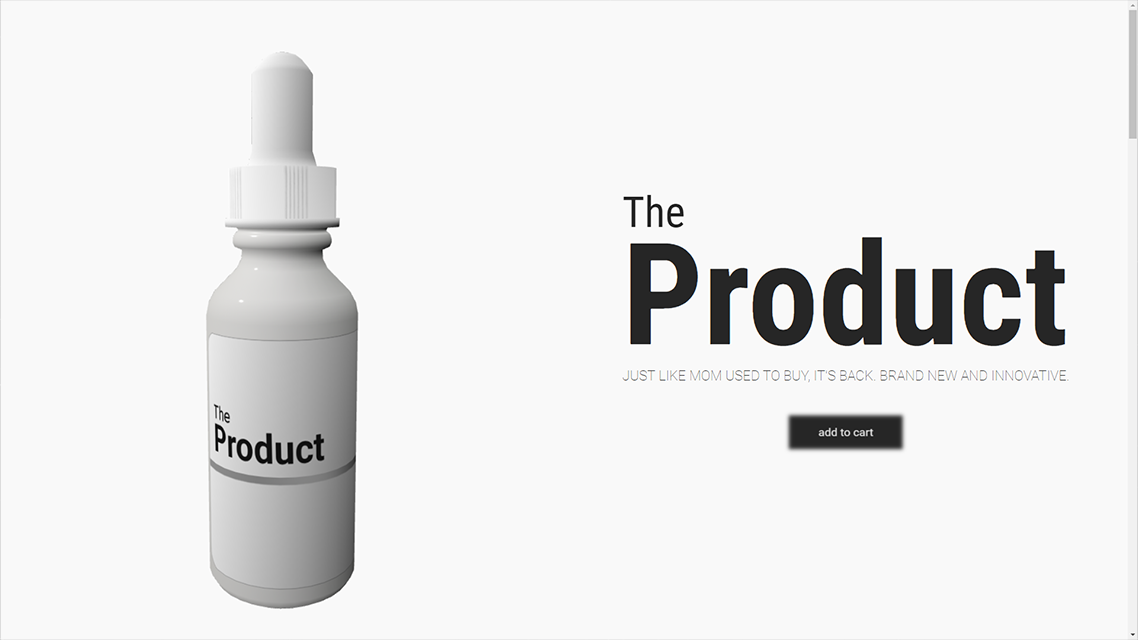 The
Product
JUST LIKE MOM USED TO BUY, IT'S BACK. BRAND NEW AND INNOVATIVE.
add to cart
The
Product